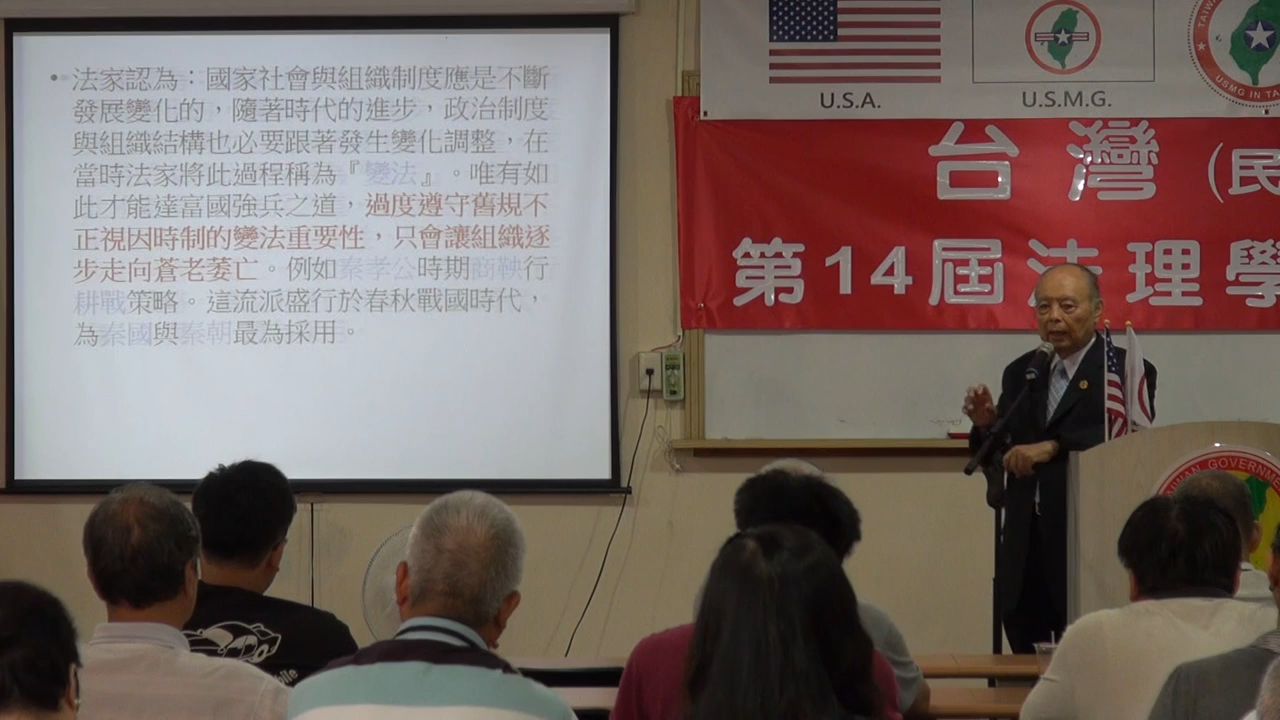 • 法家認為：國家社會與組織制度應是不斷
發展變化的，隨著時代的進步，政治制度
與組織結構也必要跟著發生變化調整，在
當時法家將此過程稱為『變法』。唯有如
此才能達富國強兵之道，過度遵守舊規不
正視因時制的變法重要性，只會讓組織逐
步走向蒼老萎亡。例如秦孝公時期商鞅行
耕戰策略。這流派盛行於春秋戰國時代，
為秦國與秦朝最為採用。
U.S.A.
U.S.M.G.
USMG IN TA
台灣（民
第14屆法理學
TAIWAN GOVERNME